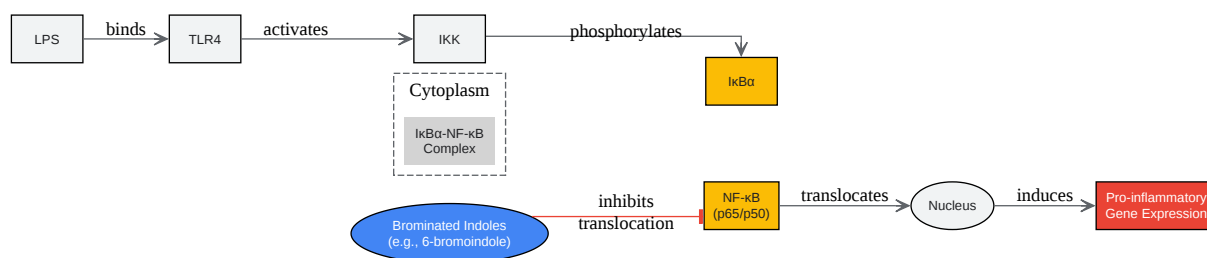 LPS
binds
TLR4
activates
IKK
phosphorylates
IκBα
Cytoplasm
IκBα-NF-κB
Complex
Brominated Indoles
(e.g., 6-bromoindole)
inhibits
translocation
NF-κB
(p65/p50)
translocates
Nucleus
induces
Pro-inflammatory
Gene Expression